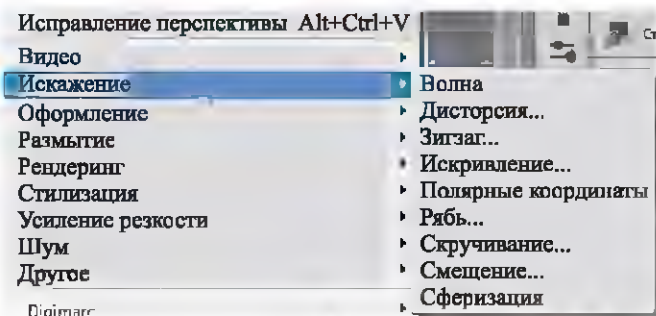 Исправление перспективы Alt+Ctrl+V
Видео
Искажение
Оформление
Размытие
Рендеринг
Стилизация
Усиление резкости
Шум
Другое
Digimarc
Ст
Волна
Дисторсия...
Зигзаг...
Искривление...
Полярные координаты
Рябь...
Скручивание...
Смещение...
Сферизация